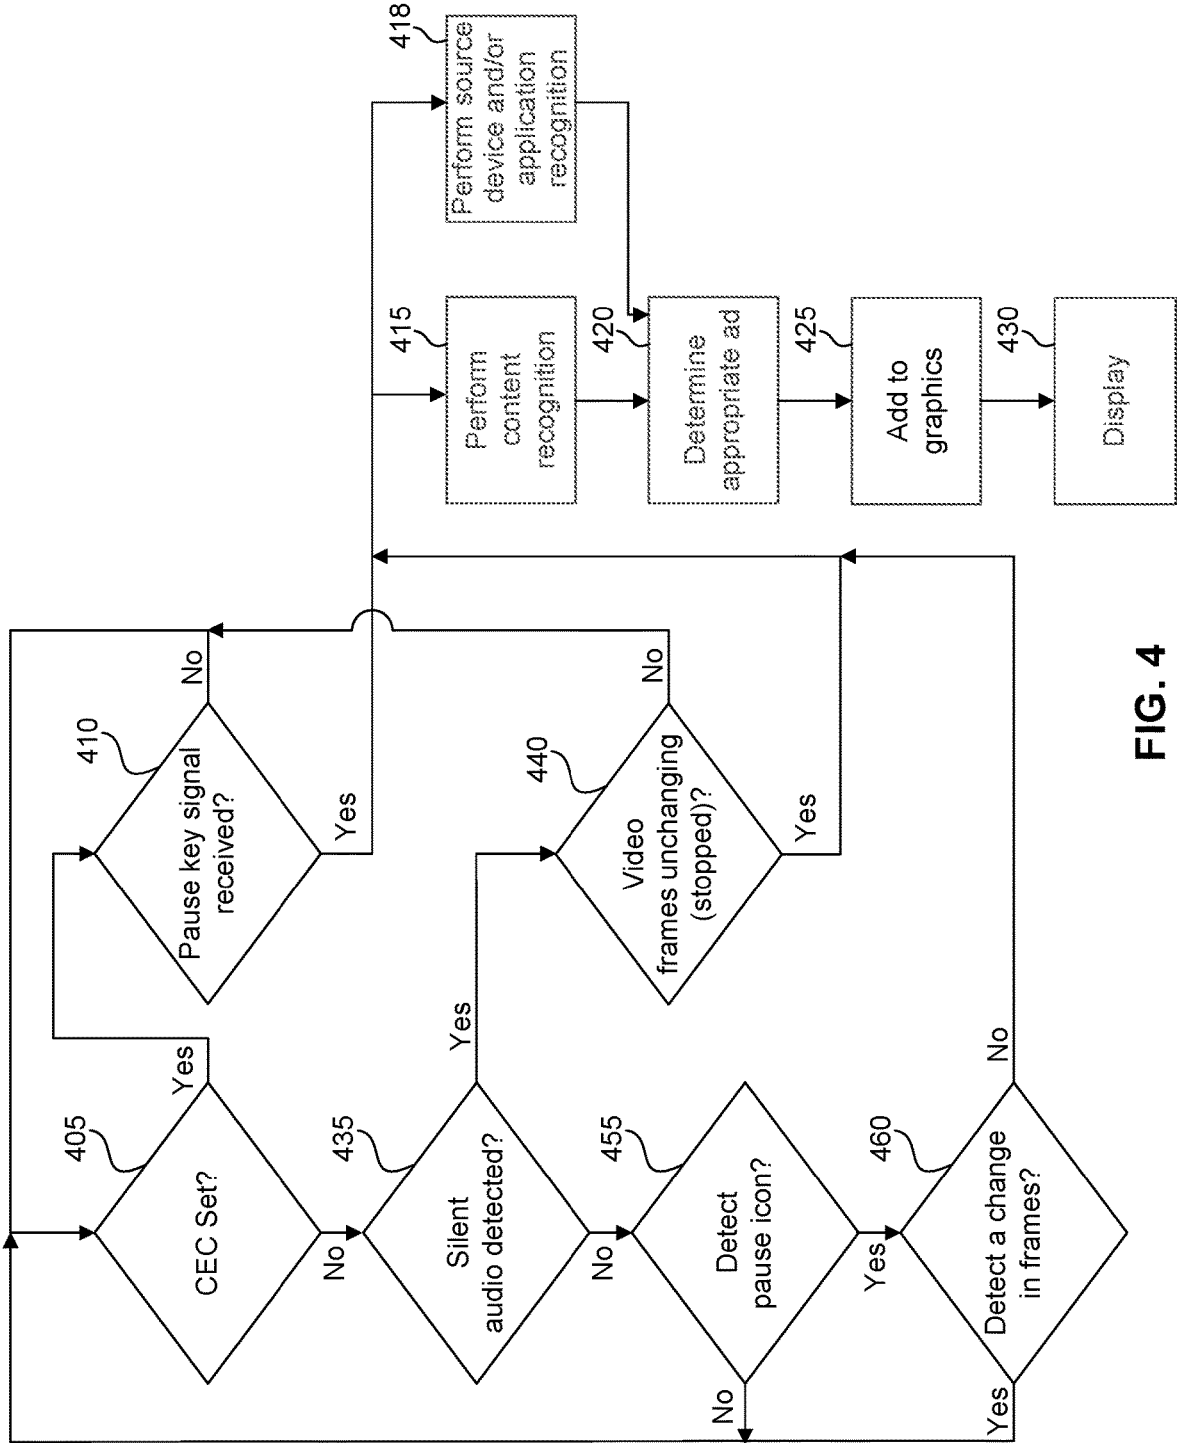 405
CEC Set?
Yes
No
410
Pause key signal
received?
No
Yes
435
Silent
audio detected?
Yes
No
440
Video
frames unchanging
(stopped)?
No
Yes
455
Detect
pause icon?
No
Yes
460
Detect a change
in frames?
Yes
No
415
Perform
content
recognition
418
Perform source
device and/or
application
recognition
420
Determine
appropriate ad
425
Add to
graphics
430
Display
FIG. 4